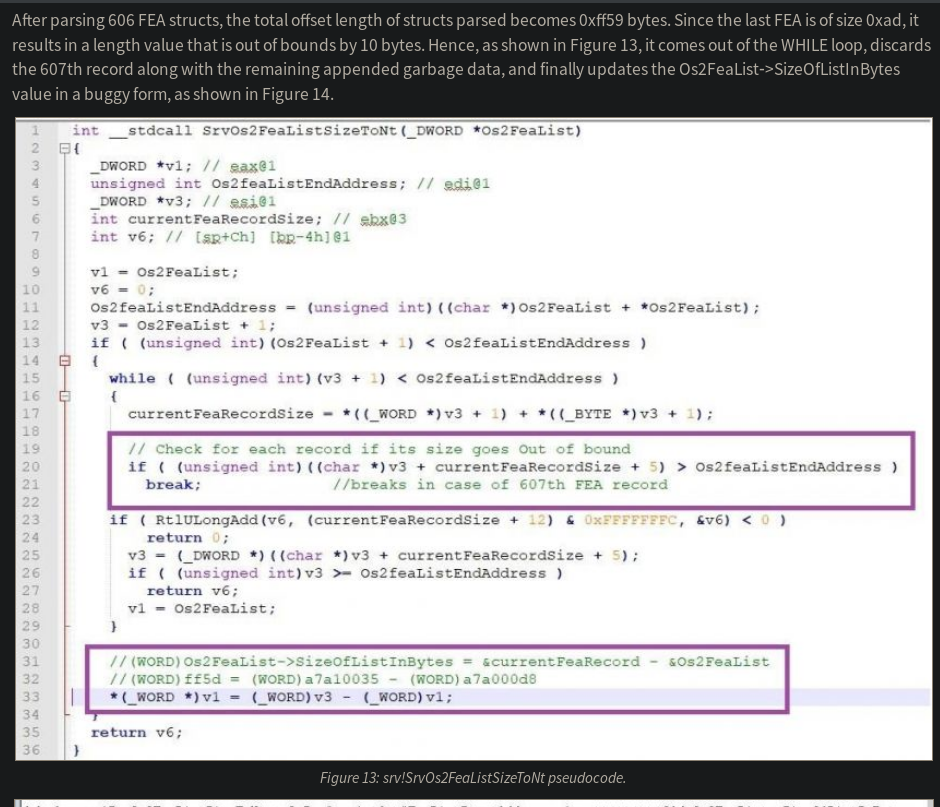 After parsing 606 FEA structs, the total offset length of structs parsed becomes 0xff59 bytes. Since the last FEA is of size 0xad, it
results in a length value that is out of bounds by 10 bytes. Hence, as shown in Figure 13, it comes out of the WHILE loop, discards
the 607th record along with the remaining appended garbage data, and finally updates the Os2FeaList->SizeOfListInBytes
value in a buggy form, as shown in Figure 14.
1 int __stdcall SrvOs2FeaListSizeToNt(_DWORD *Os2FeaList)
2 {
3 _DWORD *v1; // eax@1
4 unsigned int Os2feaListEndAddress; // edi@1
5 _DWORD *v3; // esi@1
6 int currentFeaRecordSize; // ebx@3
7 int v6; // [sp+Ch] [bp-4h]@1
8
9 v1 = Os2FeaList;
10 v6 = 0;
11 Os2feaListEndAddress = (unsigned int)((char *)Os2FeaList + *Os2FeaList);
12 v3 = Os2FeaList + 1;
13 if ( (unsigned int)(Os2FeaList + 1) < Os2feaListEndAddress )
14 {
15 while ( (unsigned int)(v3 + 1) < Os2feaListEndAddress )
16 {
17 currentFeaRecordSize = *((_WORD *)v3 + 1) + *((_BYTE *)v3 + 1);
18
19 // Check for each record if its size goes Out of bound
20 if ( (unsigned int)((char *)v3 + currentFeaRecordSize + 5) > Os2feaListEndAddress )
21 break; //breaks in case of 607th FEA record
22
23 if ( RtlULongAdd(v6, (currentFeaRecordSize + 12) & 0xFFFFFFFC, &v6) < 0 )
24 return 0;
25 v3 = (_DWORD *)((char *)v3 + currentFeaRecordSize + 5);
26 if ( (unsigned int)v3 >= Os2feaListEndAddress )
27 return v6;
28 v1 = Os2FeaList;
29 }
30
31 //(WORD)Os2FeaList->SizeOfListInBytes = &currentFeaRecord - &Os2FeaList
32 //(WORD)ff5d = (WORD)a7a10035 - (WORD)a7a000d8
33 *(_WORD *)v1 = (_WORD)v3 - (_WORD)v1;
34 }
35 return v6;
36 }
Figure 13: srv!SrvOs2FeaListSizeToNt pseudocode.